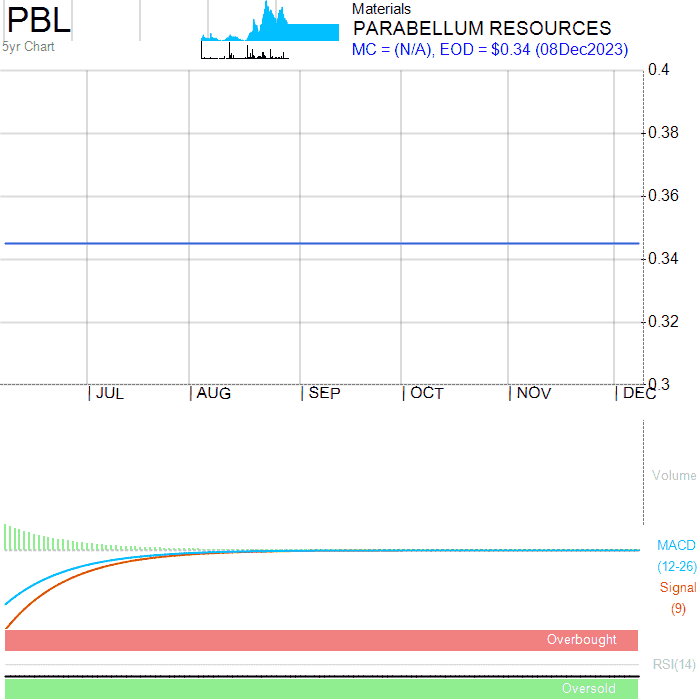 PBL
5yr Chart
Materials
PARABELLUM RESOURCES
MC = (N/A), EOD = $0.34 (08Dec2023)
0.4
0.38
0.36
0.34
0.32
0.3
JUL AUG SEP OCT NOV DEC
Volume
MACD
(12-26)
Signal
(9)
Overbought
RSI(14)
Oversold